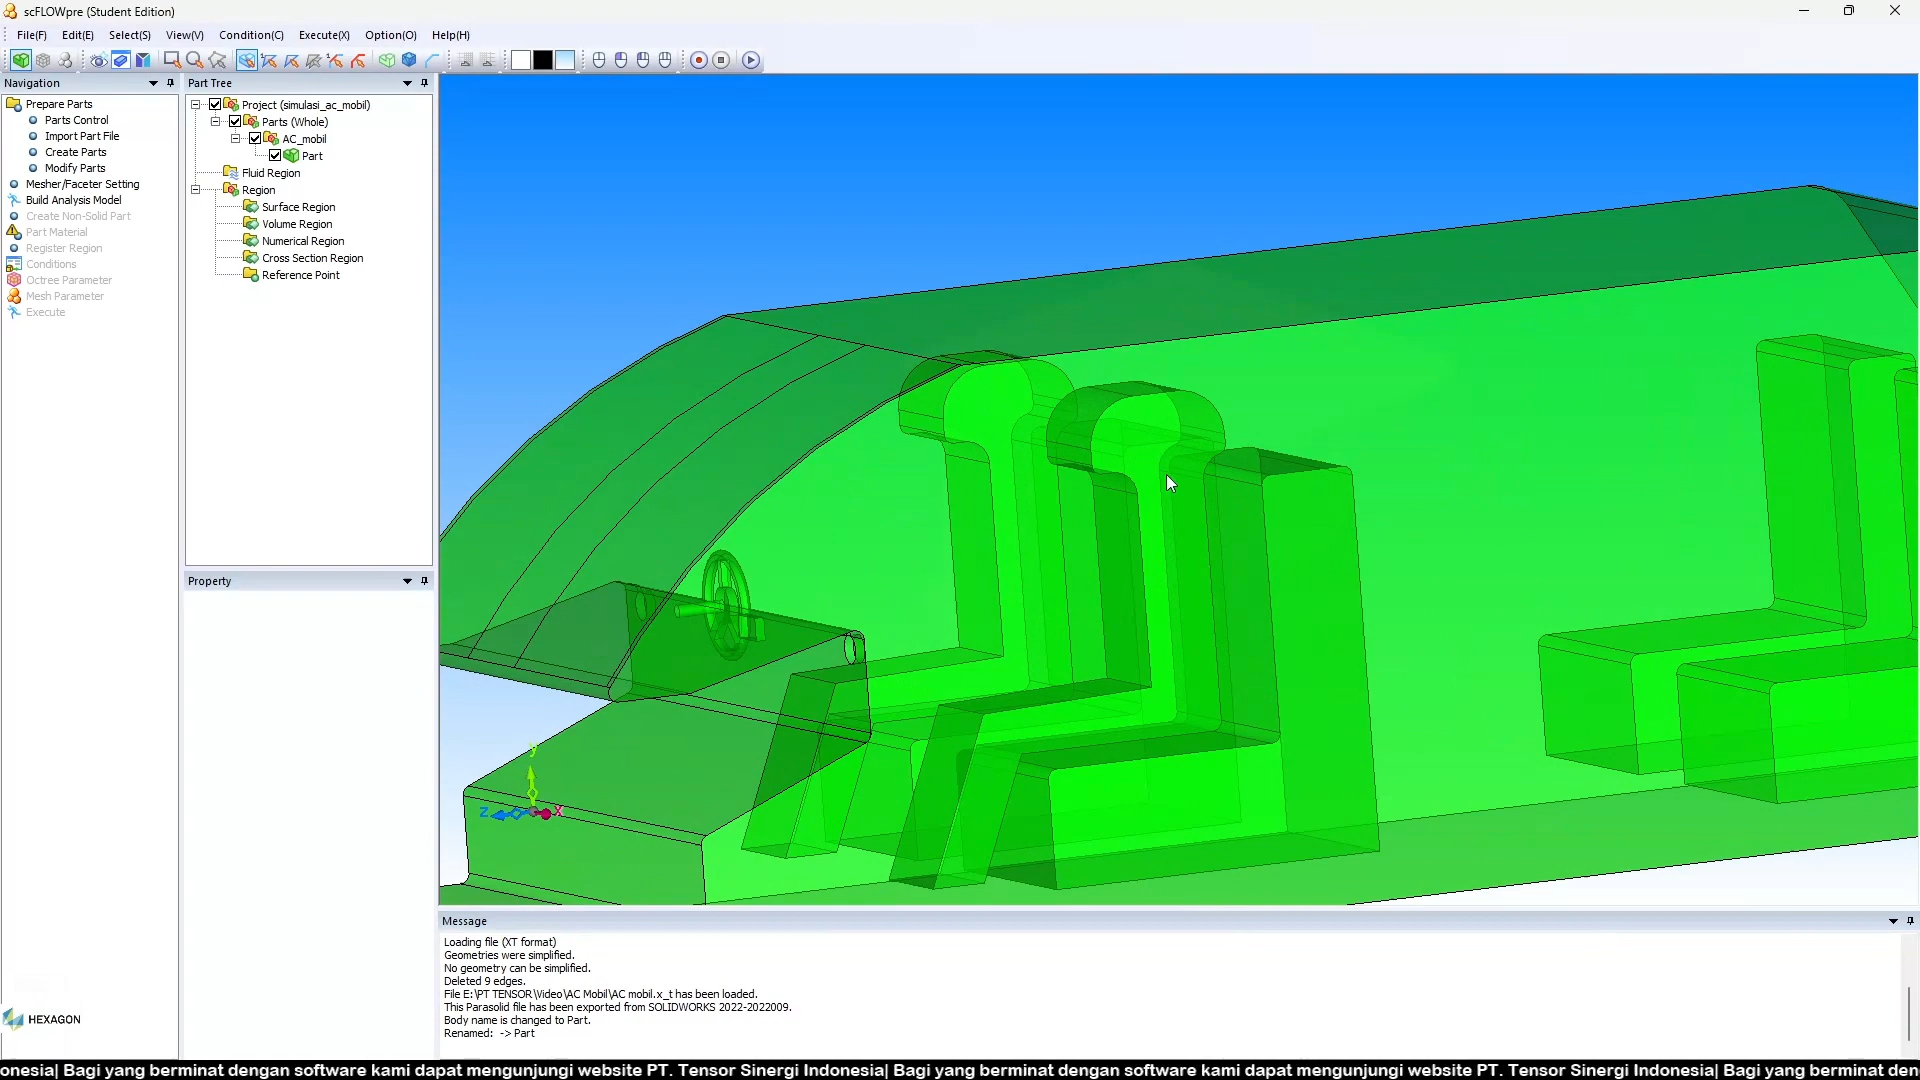 scFLOWpre (Student Edition)
File(F) Edit(E) Select(S) View(V) Condition(C) Execute(X) Option(O) Help(H)
Navigation
Prepare Parts
Parts Control
Import Part File
Create Parts
Modify Parts
Mesher/Faceter Setting
Build Analysis Model
Create Non-Solid Part
Part Material
Register Region
Conditions
Octree Parameter
Mesh Parameter
Execute
HEXAGON
Part Tree
Project (simulasi_ac_mobil)
Parts (Whole)
AC_mobil
Part
Fluid Region
Region
Surface Region
Volume Region
Numerical Region
Cross Section Region
Reference Point
Property
Y
Z X
Message
Loading file (XT format)
Geometries were simplified.
No geometry can be simplified.
Deleted 9 edges.
File E:\PT TENSOR\Video\AC Mobil\AC mobil.x_t has been loaded.
This Parasolid file has been exported from SOLIDWORKS 2022-2022009.
Body name is changed to Part.
Renamed: -> Part
onesia| Bagi yang berminat dengan software kami dapat mengunjungi website PT. Tensor Sinergi Indonesia| Bagi yang berminat dengan software kami dapat mengunjungi website PT. Tensor Sinergi Indonesia| Bagi yang berminat den